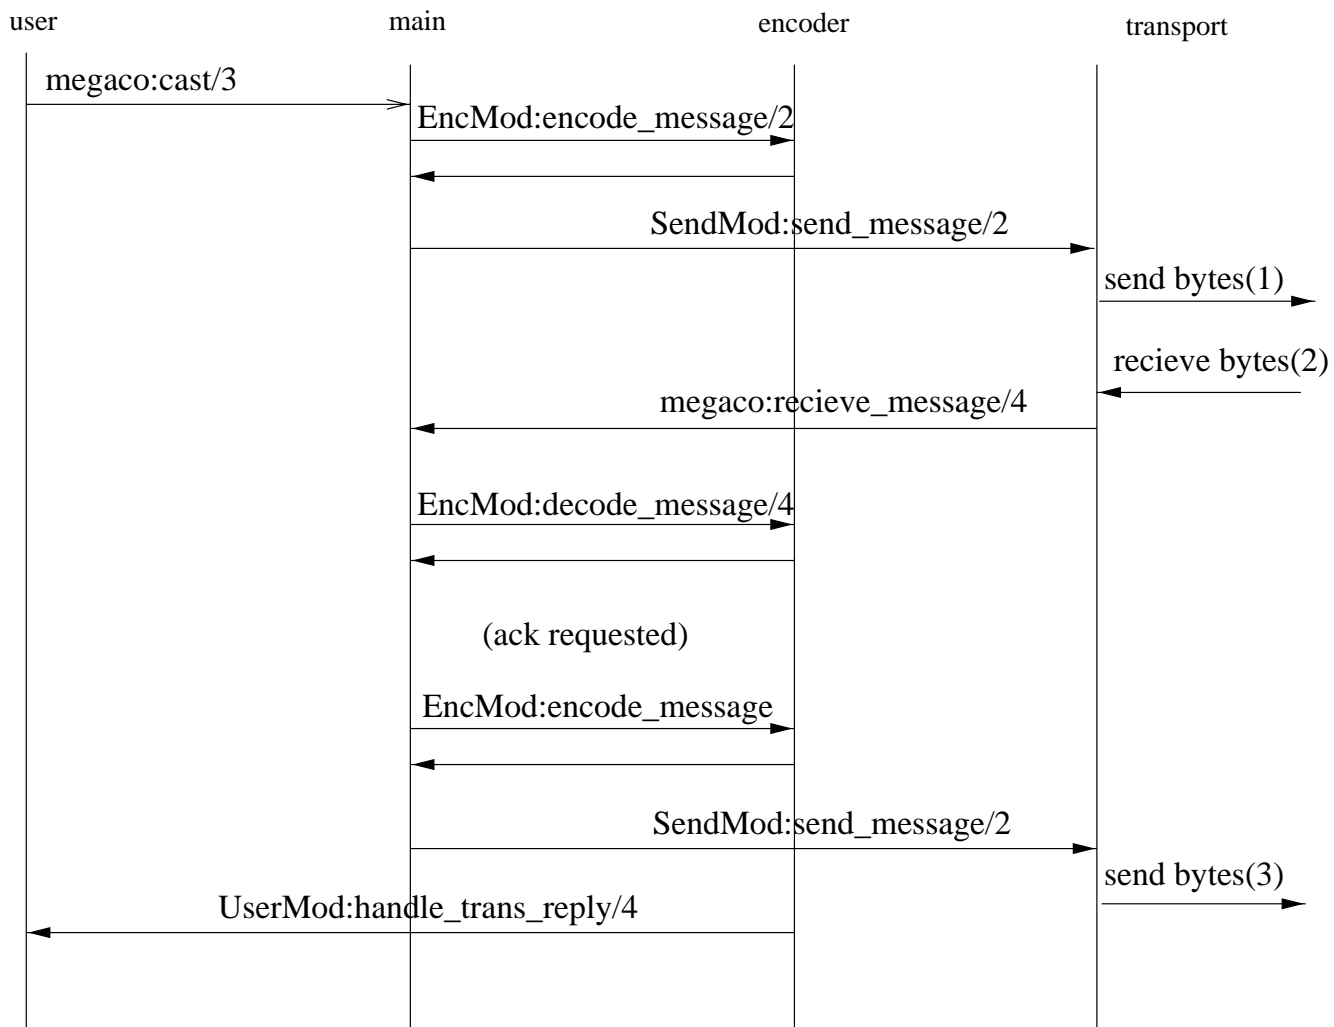 user
main
encoder
transport
megaco:cast/3
EncMod:encode_message/2
SendMod:send_message/2
send bytes(1)
recieve bytes(2)
megaco:recieve_message/4
EncMod:decode_message/4
(ack requested)
EncMod:encode_message
SendMod:send_message/2
send bytes(3)
UserMod:handle_trans_reply/4